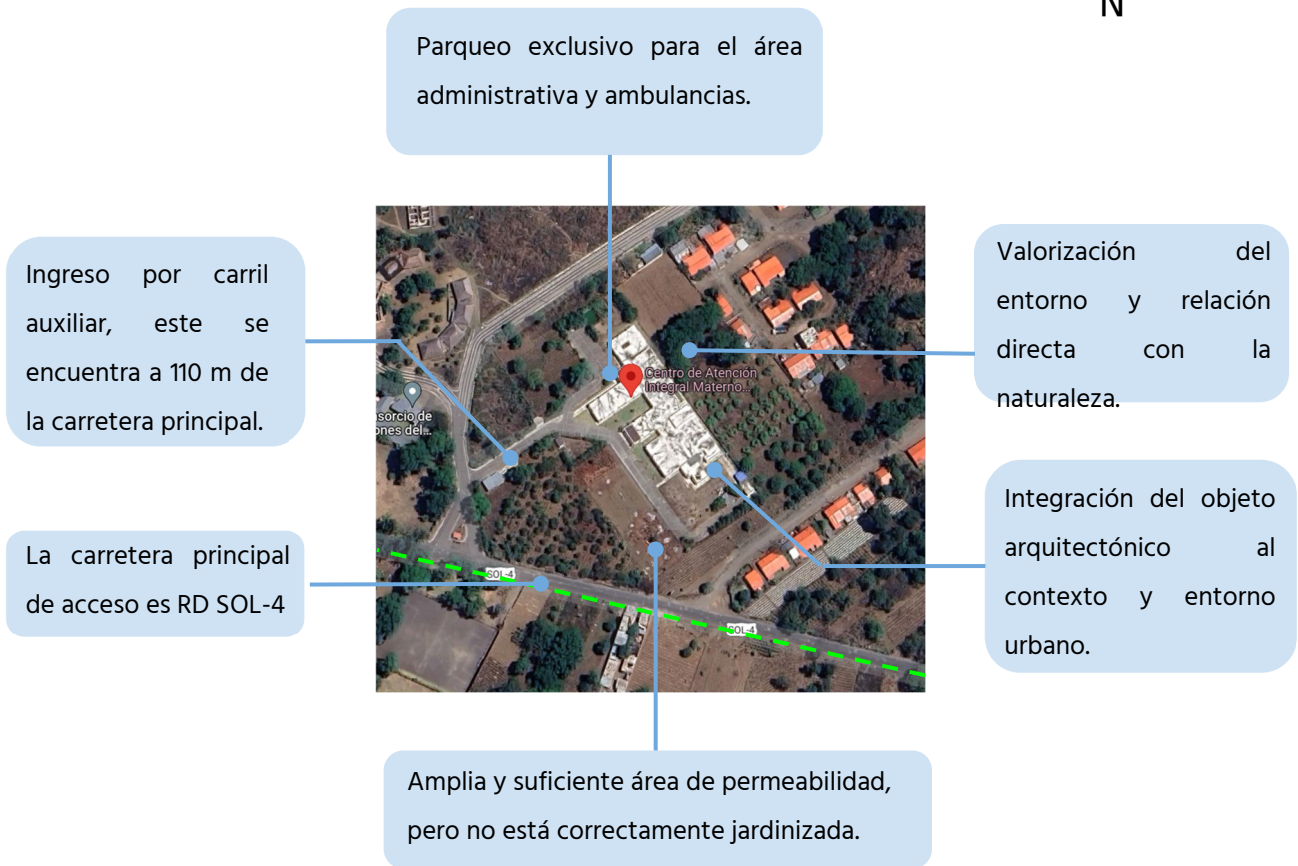 N
Parqueo exclusivo para el área
administrativa y ambulancias.
Ingreso por carril
auxiliar, este se
encuentra a 110 m de
la carretera principal.
Valorización del
entorno y relación
directa con la
naturaleza.
Centro de Atención
Integral Materno...
nsorcio de
ones del...
Integración del objeto
arquitectónico al
contexto y entorno
urbano.
La carretera principal
de acceso es RD SOL-4
SOL-4
SOL-4
Amplia y suficiente área de permeabilidad,
pero no está correctamente jardinizada.